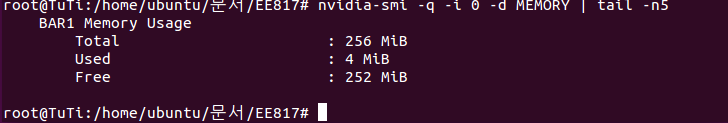 root@TuTi:/home/ubuntu/문서/EE817# nvidia-smi -q -i 0 -d MEMORY | tail -n5
BAR1 Memory Usage
Total : 256 MiB
Used : 4 MiB
Free : 252 MiB
root@TuTi:/home/ubuntu/문서/EE817#